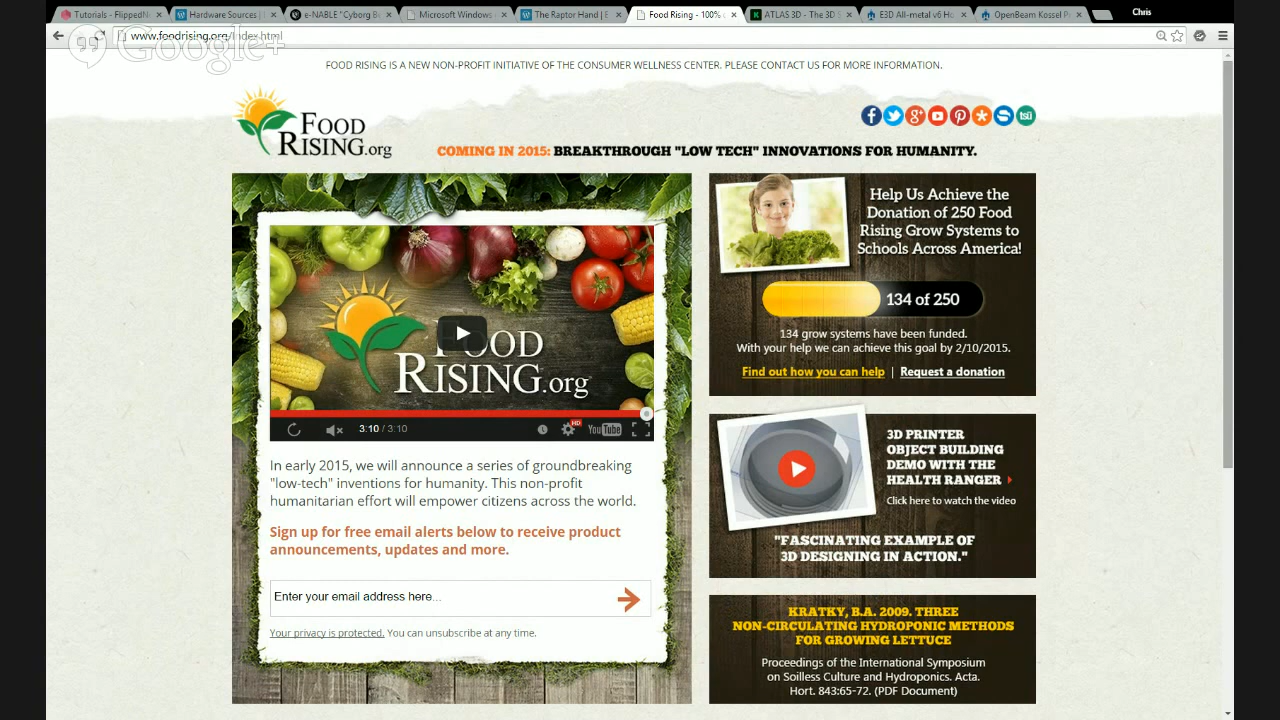 Tutorials - FlippedN
Hardware Sources |
e-NABLE "Cyborg B
Microsoft Windows
The Raptor Hand | E
Food Rising - 100%
ATLAS 3D - The 3D S
E3D All-metal v6 H
OpenBeam Kossel P
Chris
www.foodrising.org/index.html
Google+
FOOD RISING IS A NEW NON-PROFIT INITIATIVE OF THE CONSUMER WELLNESS CENTER. PLEASE CONTACT US FOR MORE INFORMATION.
FOOD
RISING.org
COMING IN 2015: BREAKTHROUGH "LOW TECH" INNOVATIONS FOR HUMANITY.
FOOD
RISING.org
3:10 / 3:10
HD
YouTube
In early 2015, we will announce a series of groundbreaking
"low-tech" inventions for humanity. This non-profit
humanitarian effort will empower citizens across the world.
Sign up for free email alerts below to receive product
announcements, updates and more.
Enter your email address here...
Your privacy is protected. You can unsubscribe at any time.
Help Us Achieve the
Donation of 250 Food
Rising Grow Systems to
Schools Across America!
134 of 250
134 grow systems have been funded.
With your help we can achieve this goal by 2/10/2015.
Find out how you can help | Request a donation
3D PRINTER
OBJECT BUILDING
DEMO WITH THE
HEALTH RANGER
Click here to watch the video
"FASCINATING EXAMPLE OF
3D DESIGNING IN ACTION."
KRATKY, B.A. 2009. THREE
NON-CIRCULATING HYDROPONIC METHODS
FOR GROWING LETTUCE
Proceedings of the International Symposium
on Soilless Culture and Hydroponics. Acta.
Hort. 843:65-72. (PDF Document)